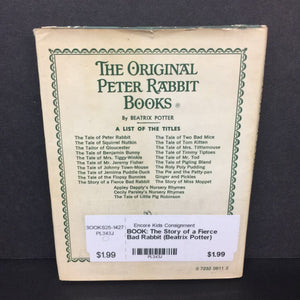 THE ORIGINAL
PETER RABBIT
BOOKS
By BEATRIX POTTER
A LIST OF THE TITLES
The Tale of Peter Rabbit
The Tale of Squirrel Nutkin
The Tailor of Gloucester
The Tale of Benjamin Bunny
The Tale of Mrs. Tiggy-Winkle
The Tale of Mr. Jeremy Fisher
The Tale of Johnny Town-Mouse
The Tale of Jemima Puddle-Duck
The Tale of the Flopsy Bunnies
The Story of a Fierce Bad Rabbit
The Tale of Two Bad Mice
The Tale of Tom Kitten
The Tale of Mrs. Tittlemouse
The Tale of Timmy Tiptoes
The Tale of Mr. Tod
The Tale of Pigling Bland
The Roly Poly Pudding
The Pie and the Patty-pan
Ginger and Pickles
The Story of Miss Moppet
Appley Dapply's Nursery Rhymes
Cecily Parsley's Nursery Rhymes
The Tale of Little Pig Robinson
Encore Kids Consignment
BOOK: The Story of a Fierce
Bad Rabbit (Beatrix Potter)
$1.99
$1.99